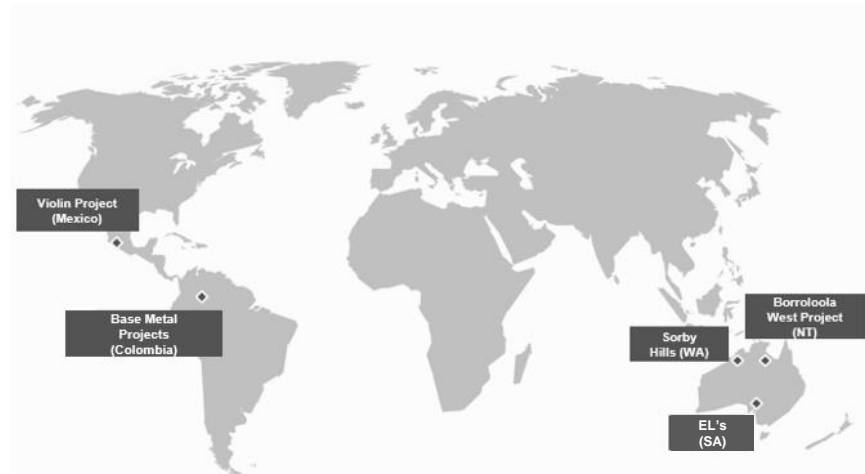 Violin Project
(Mexico)
Base Metal
Projects
(Colombia)
Borroloola
West Project
(NT)
Sorby
Hills (WA)
EL's
(SA)